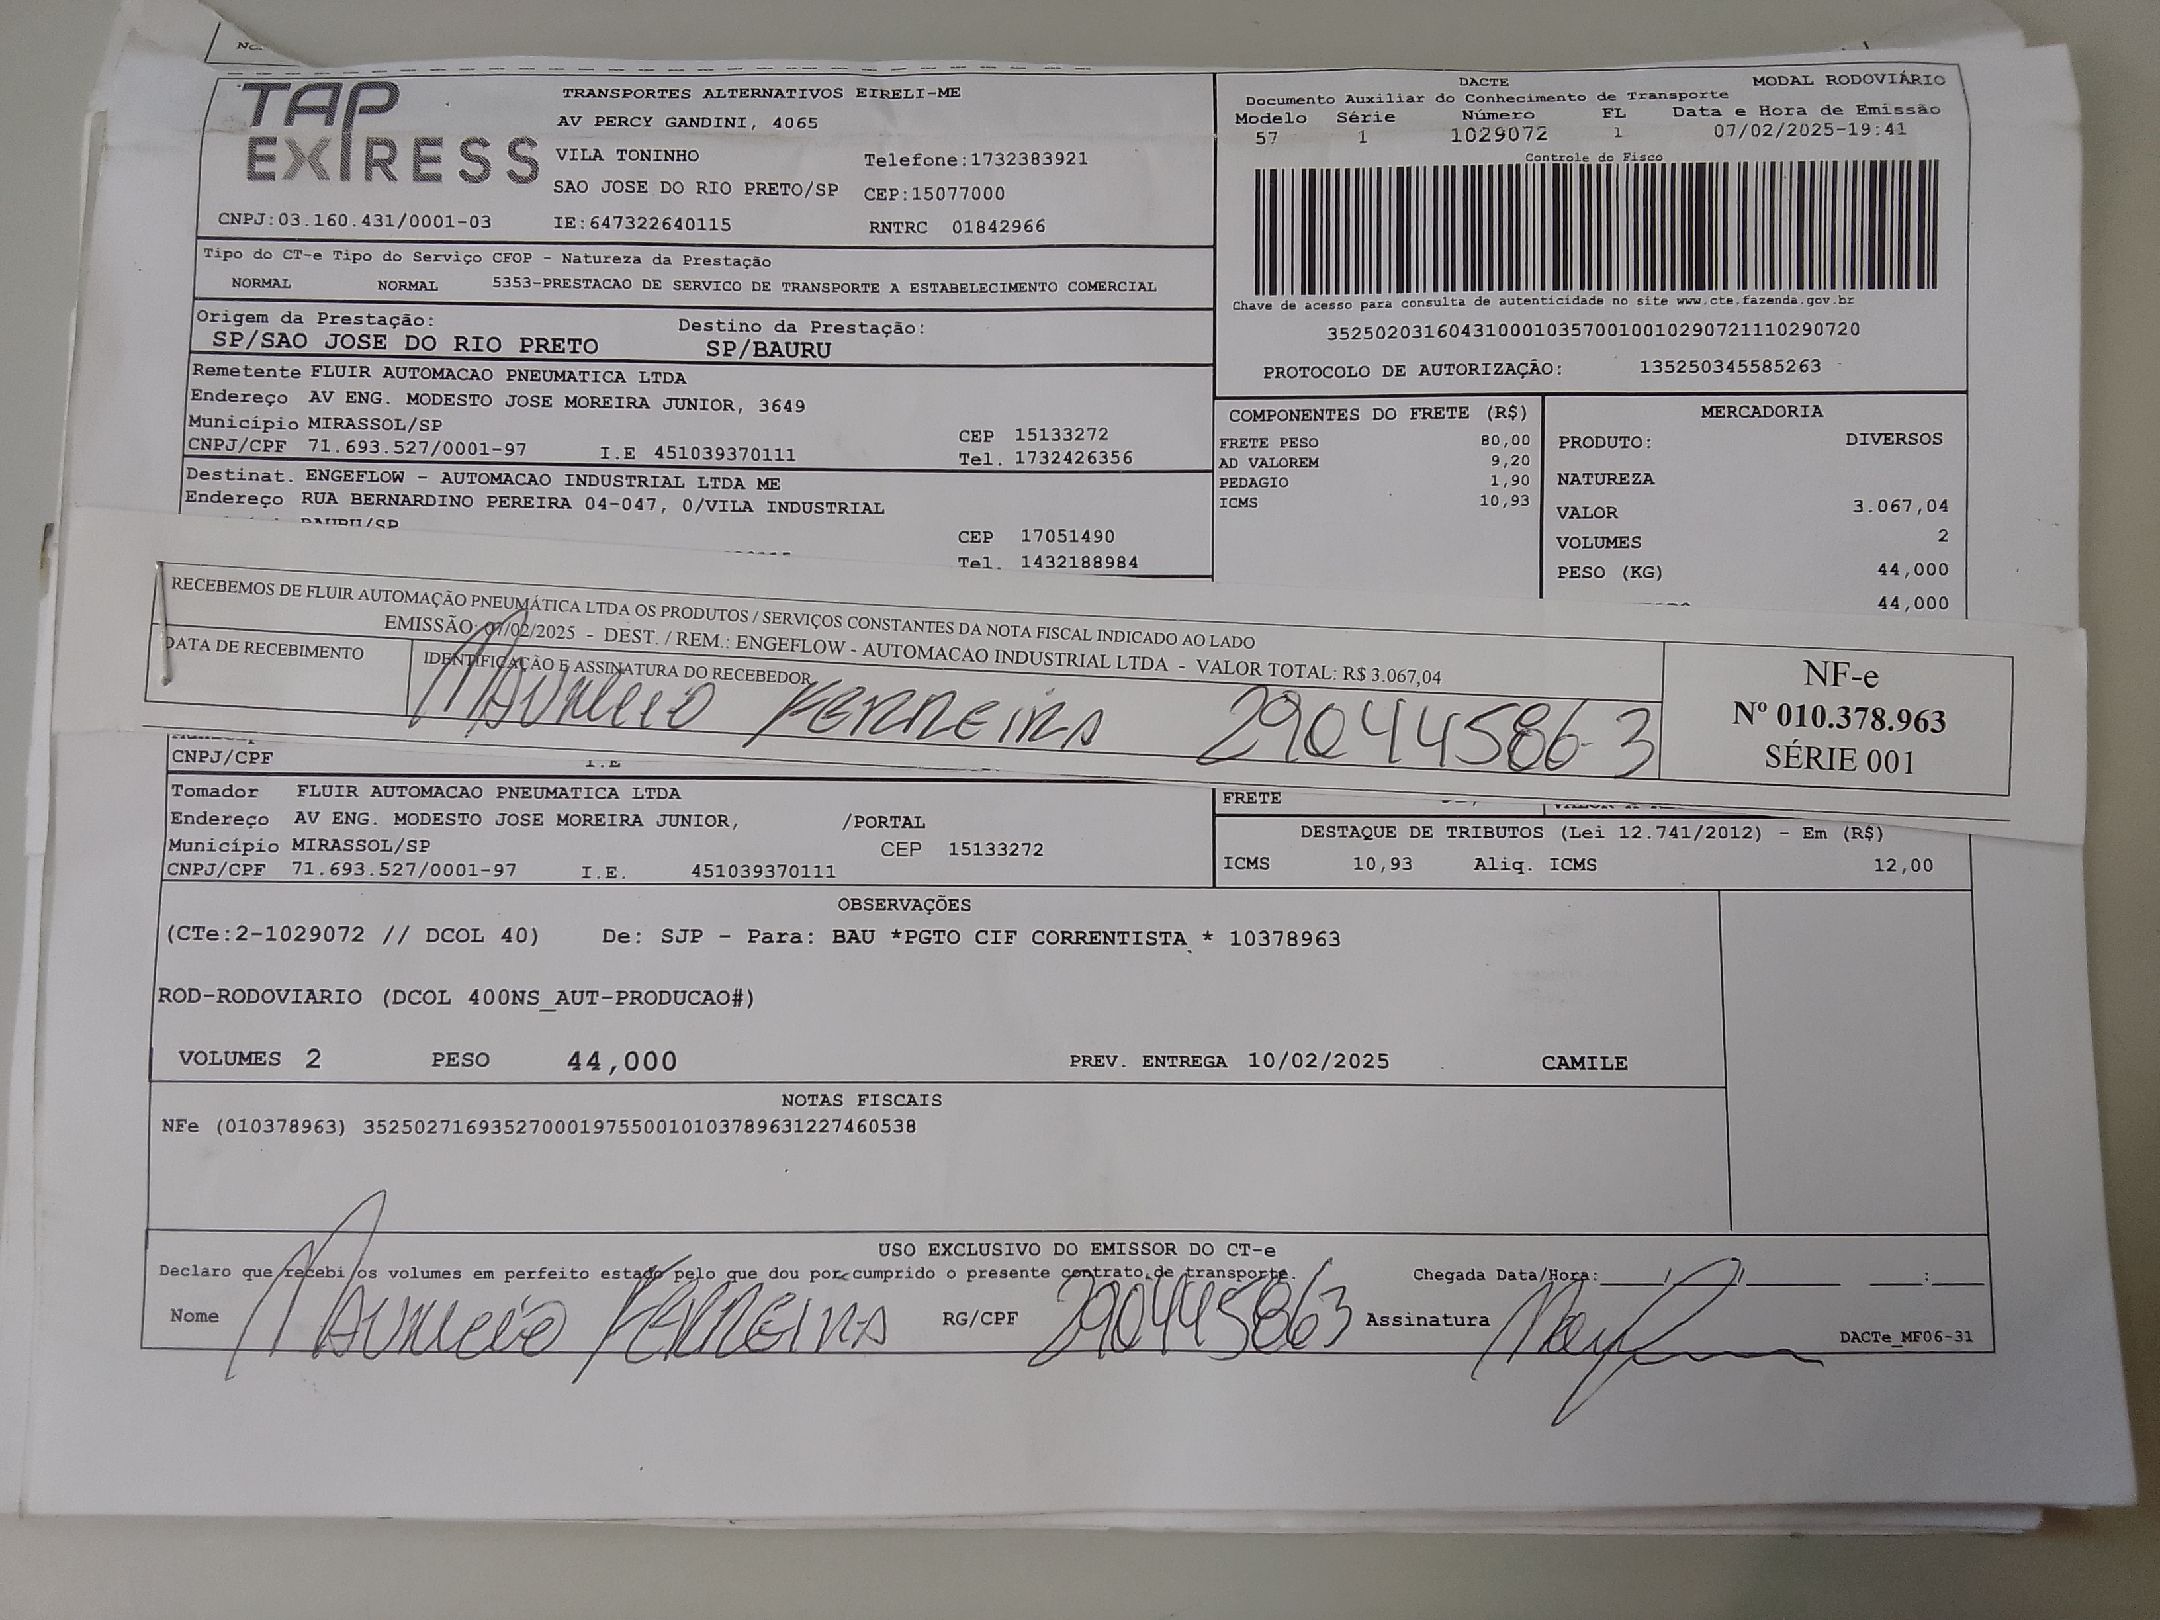 TAP EXPRESS
TRANSPORTES ALTERNATIVOS EIRELI-ME
AV PERCY GANDINI, 4065
VILA TONINHO Telefone:1732383921
SAO JOSE DO RIO PRETO/SP CEP:15077000
CNPJ:03.160.431/0001-03 IE:647322640115 RNTRC 01842966
DACTE MODAL RODOVIÁRIO
Documento Auxiliar do Conhecimento de Transporte
Modelo Série Número FL Data e Hora de Emissão
57 1 1029072 1 07/02/2025-19:41
Controle do Fisco
Chave de acesso para consulta de autenticidade no site www.cte.fazenda.gov.br
35250203160431000103570010010290721110290720
PROTOCOLO DE AUTORIZAÇÃO: 135250345585263
Tipo do CT-e Tipo do Serviço CFOP - Natureza da Prestação
NORMAL NORMAL 5353-PRESTACAO DE SERVICO DE TRANSPORTE A ESTABELECIMENTO COMERCIAL
Origem da Prestação: Destino da Prestação:
SP/SAO JOSE DO RIO PRETO SP/BAURU
Remetente FLUIR AUTOMACAO PNEUMATICA LTDA
Endereço AV ENG. MODESTO JOSE MOREIRA JUNIOR, 3649
Município MIRASSOL/SP CEP 15133272
CNPJ/CPF 71.693.527/0001-97 I.E 451039370111 Tel. 1732426356
Destinat. ENGEFLOW - AUTOMACAO INDUSTRIAL LTDA ME
Endereço RUA BERNARDINO PEREIRA 04-047, 0/VILA INDUSTRIAL
BAURU/SP CEP 17051490
Tel. 1432188984
COMPONENTES DO FRETE (R$)
FRETE PESO 80,00
AD VALOREM 9,20
PEDAGIO 1,90
ICMS 10,93
MERCADORIA
PRODUTO: DIVERSOS
NATUREZA
VALOR 3.067,04
VOLUMES 2
PESO (KG) 44,000
44,000
RECEBEMOS DE FLUIR AUTOMAÇÃO PNEUMÁTICA LTDA OS PRODUTOS / SERVIÇOS CONSTANTES DA NOTA FISCAL INDICADO AO LADO
EMISSÃO: 07/02/2025 - DEST. / REM.: ENGEFLOW - AUTOMACAO INDUSTRIAL LTDA - VALOR TOTAL: R$ 3.067,04
DATA DE RECEBIMENTO IDENTIFICAÇÃO E ASSINATURA DO RECEBEDOR
MAURICIO FERREIRA 29044586-3
NF-e
Nº 010.378.963
SÉRIE 001
CNPJ/CPF I.E
Tomador FLUIR AUTOMACAO PNEUMATICA LTDA
Endereço AV ENG. MODESTO JOSE MOREIRA JUNIOR, /PORTAL
Município MIRASSOL/SP CEP 15133272
CNPJ/CPF 71.693.527/0001-97 I.E. 451039370111
FRETE
DESTAQUE DE TRIBUTOS (Lei 12.741/2012) - Em (R$)
ICMS 10,93 Aliq. ICMS 12,00
OBSERVAÇÕES
(CTe:2-1029072 // DCOL 40) De: SJP - Para: BAU *PGTO CIF CORRENTISTA * 10378963
ROD-RODOVIARIO (DCOL 400NS_AUT-PRODUCAO#)
VOLUMES 2 PESO 44,000 PREV. ENTREGA 10/02/2025 CAMILE
NOTAS FISCAIS
NFe (010378963) 35250271693527000197550010103789631227460538
USO EXCLUSIVO DO EMISSOR DO CT-e
Declaro que recebi os volumes em perfeito estado pelo que dou por cumprido o presente contrato de transporte. Chegada Data/Hora:____/____/____ __:__
Nome MAURICIO FERREIRA RG/CPF 290445863 Assinatura
DACTe_MF06-31